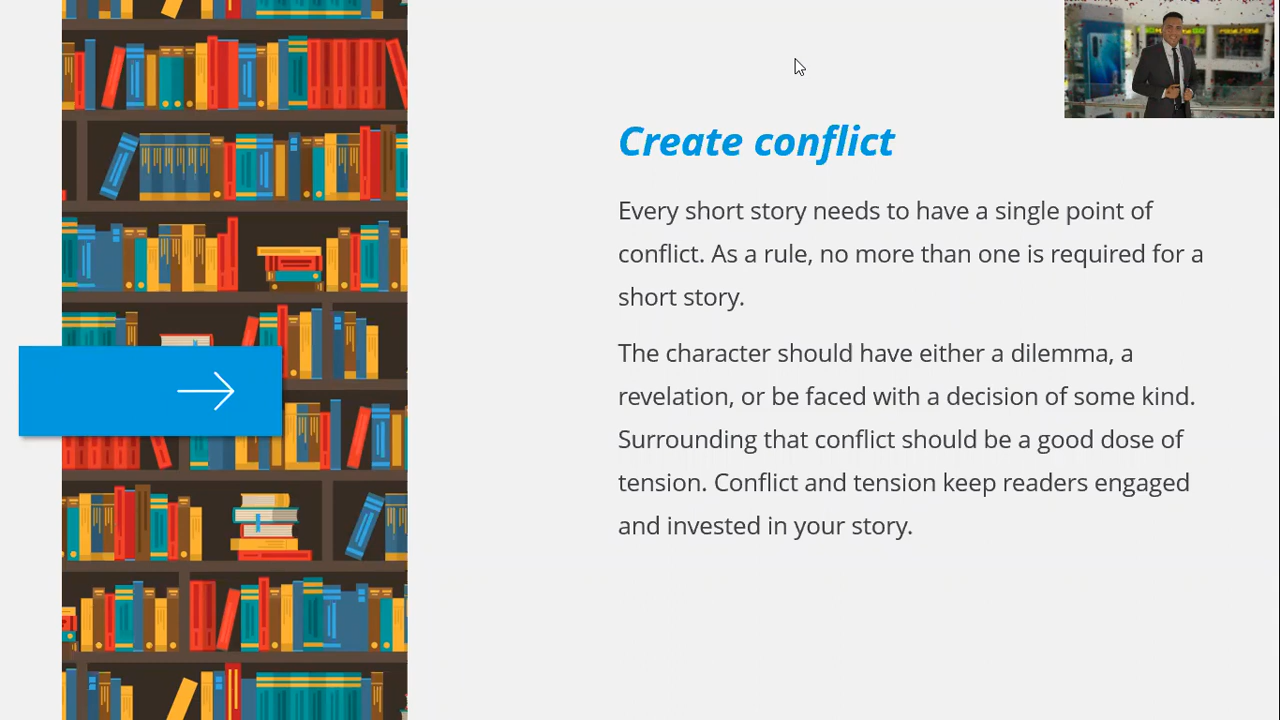 Create conflict
Every short story needs to have a single point of
conflict. As a rule, no more than one is required for a
short story.
The character should have either a dilemma, a
revelation, or be faced with a decision of some kind.
Surrounding that conflict should be a good dose of
tension. Conflict and tension keep readers engaged
and invested in your story.